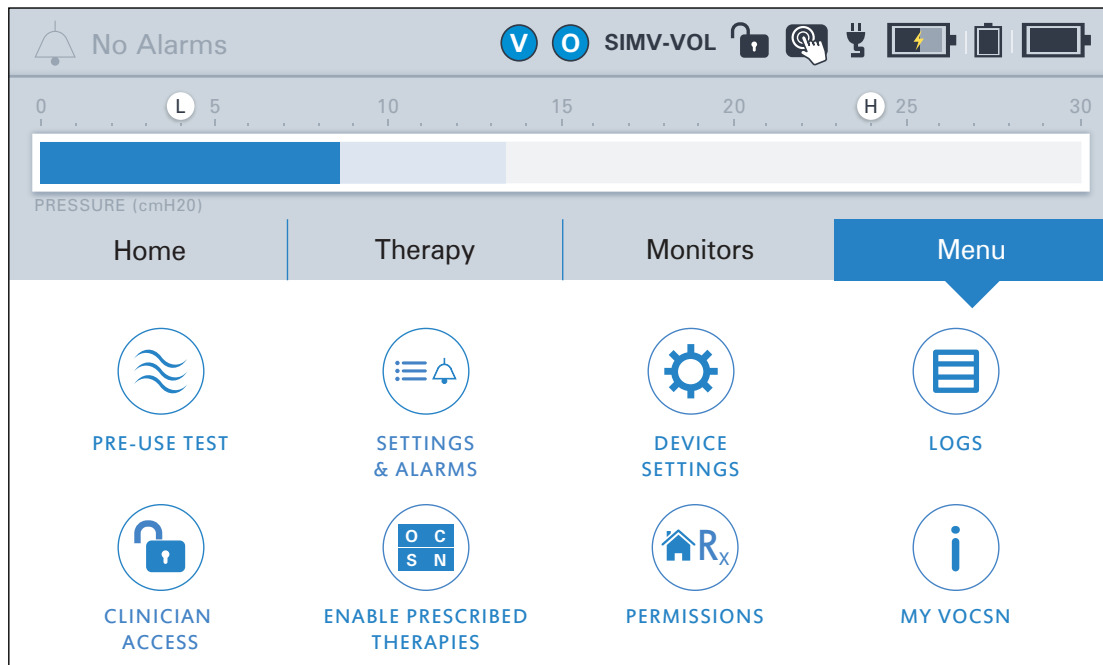 No Alarms
V O SIMV-VOL
0 L 5 10 15 20 H 25 30
PRESSURE (cmH20)
Home Therapy Monitors Menu
PRE-USE TEST
SETTINGS
& ALARMS
DEVICE
SETTINGS
LOGS
O C
S N
Rx
CLINICIAN
ACCESS
ENABLE PRESCRIBED
THERAPIES
PERMISSIONS
i
MY VOCSN